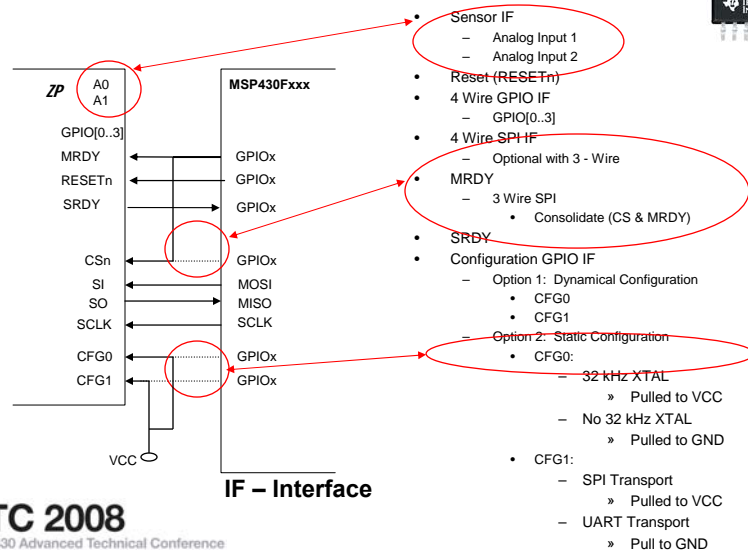 ZP
A0
A1
GPIO[0..3]
MRDY
RESETn
SRDY
CSn
SI
SO
SCLK
CFG0
CFG1
VCC
MSP430Fxxx
GPIOx
GPIOx
GPIOx
GPIOx
MOSI
MISO
SCLK
GPIOx
GPIOx
IF – Interface
• Sensor IF
– Analog Input 1
– Analog Input 2
• Reset (RESETn)
• 4 Wire GPIO IF
– GPIO[0..3]
• 4 Wire SPI IF
– Optional with 3 - Wire
• MRDY
– 3 Wire SPI
• Consolidate (CS & MRDY)
• SRDY
• Configuration GPIO IF
– Option 1: Dynamical Configuration
• CFG0
• CFG1
– Option 2: Static Configuration
• CFG0:
– 32 kHz XTAL
» Pulled to VCC
– No 32 kHz XTAL
» Pulled to GND
• CFG1:
– SPI Transport
» Pulled to VCC
– UART Transport
» Pull to GND
TC 2008
30 Advanced Technical Conference